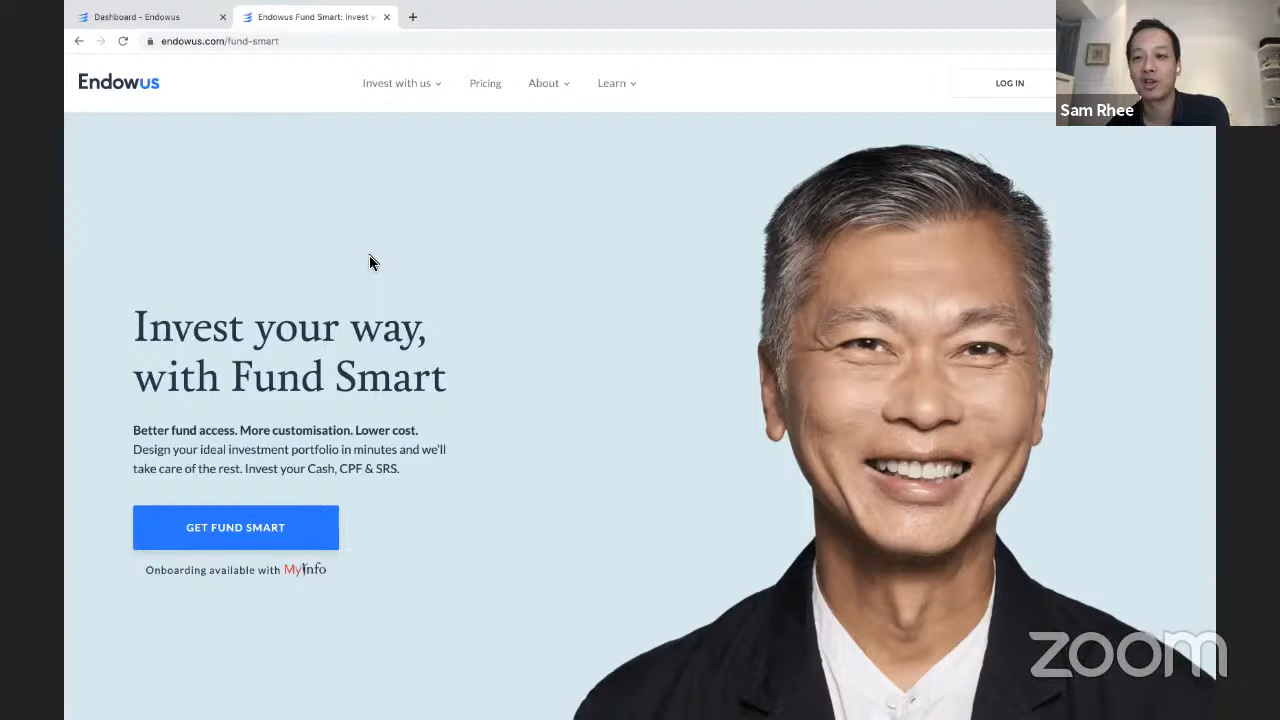 Dashboard - Endowus
Endowus Fund Smart: Invest y
endowus.com/fund-smart
Sam Rhee
Endowus
Invest with us
Pricing
About
Learn
LOG IN
Invest your way,
with Fund Smart
Better fund access. More customisation. Lower cost.
Design your ideal investment portfolio in minutes and we'll
take care of the rest. Invest your Cash, CPF & SRS.
GET FUND SMART
Onboarding available with MyInfo
zoom